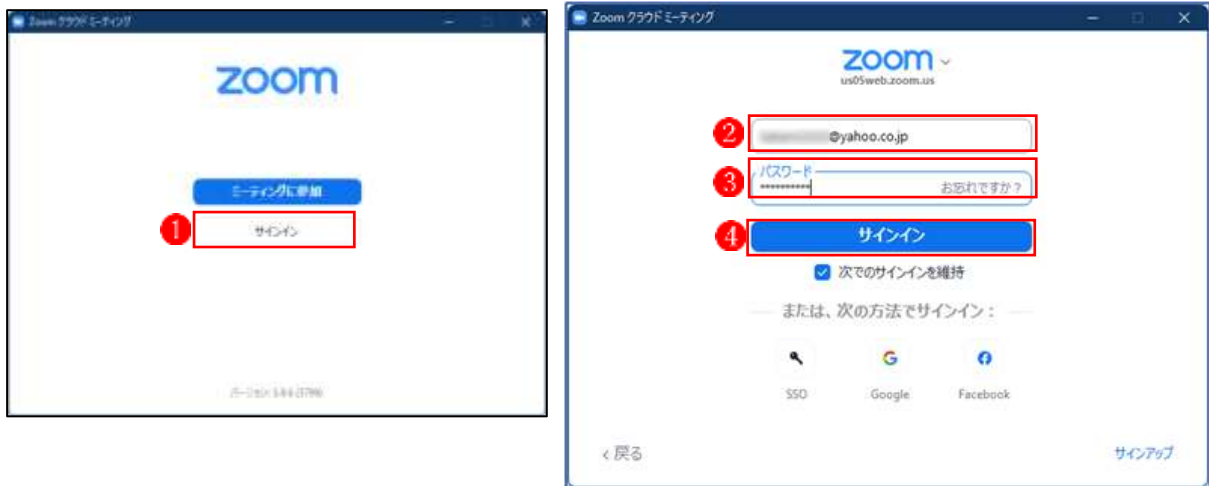 Zoom クラウド ミーティング
zoom
ミーティングに参加
1
サインイン
Zoom クラウド ミーティング
zoom
us05web.zoom.us
2
@yahoo.co.jp
パスワード
3
**********
お忘れですか？
4
サインイン
次でのサインインを維持
または、次の方法でサインイン：
SSO
Google
Facebook
< 戻る
サインアップ